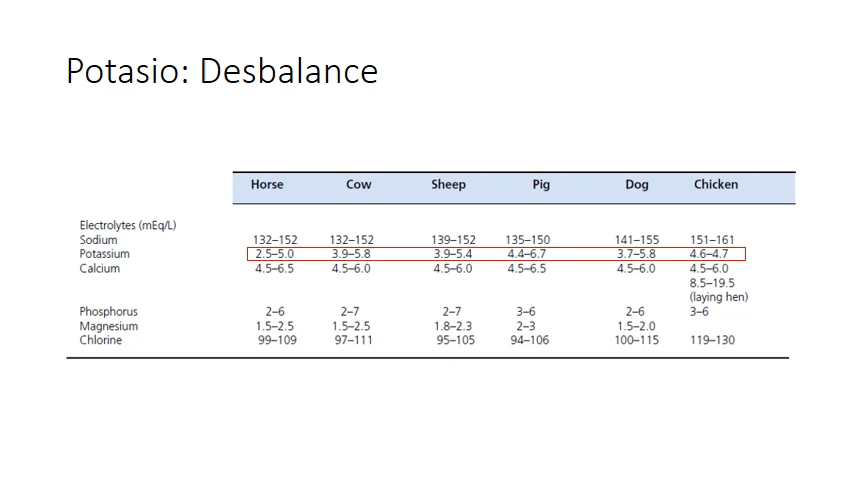 Potasio: Desbalance
Horse Cow Sheep Pig Dog Chicken
Electrolytes (mEq/L)
Sodium 132–152 132–152 139–152 135–150 141–155 151–161
Potassium 2.5–5.0 3.9–5.8 3.9–5.4 4.4–6.7 3.7–5.8 4.6–4.7
Calcium 4.5–6.5 4.5–6.0 4.5–6.0 4.5–6.5 4.5–6.0 4.5–6.0
8.5–19.5
(laying hen)
Phosphorus 2–6 2–7 2–7 3–6 2–6 3–6
Magnesium 1.5–2.5 1.5–2.5 1.8–2.3 2–3 1.5–2.0
Chlorine 99–109 97–111 95–105 94–106 100–115 119–130